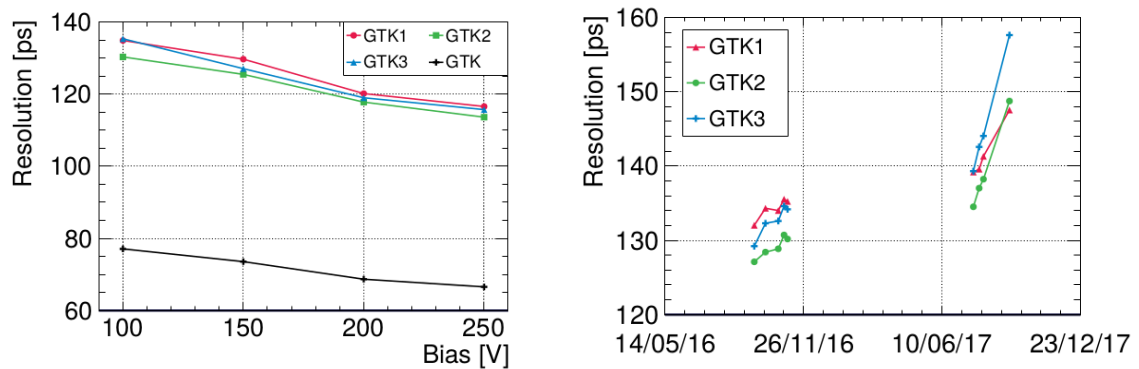 Resolution [ps]
140
120
100
80
60
GTK1 GTK2
GTK3 GTK
100 150 200 250
Bias [V]
Resolution [ps]
160
150
140
130
120
GTK1
GTK2
GTK3
14/05/16 26/11/16 10/06/17 23/12/17